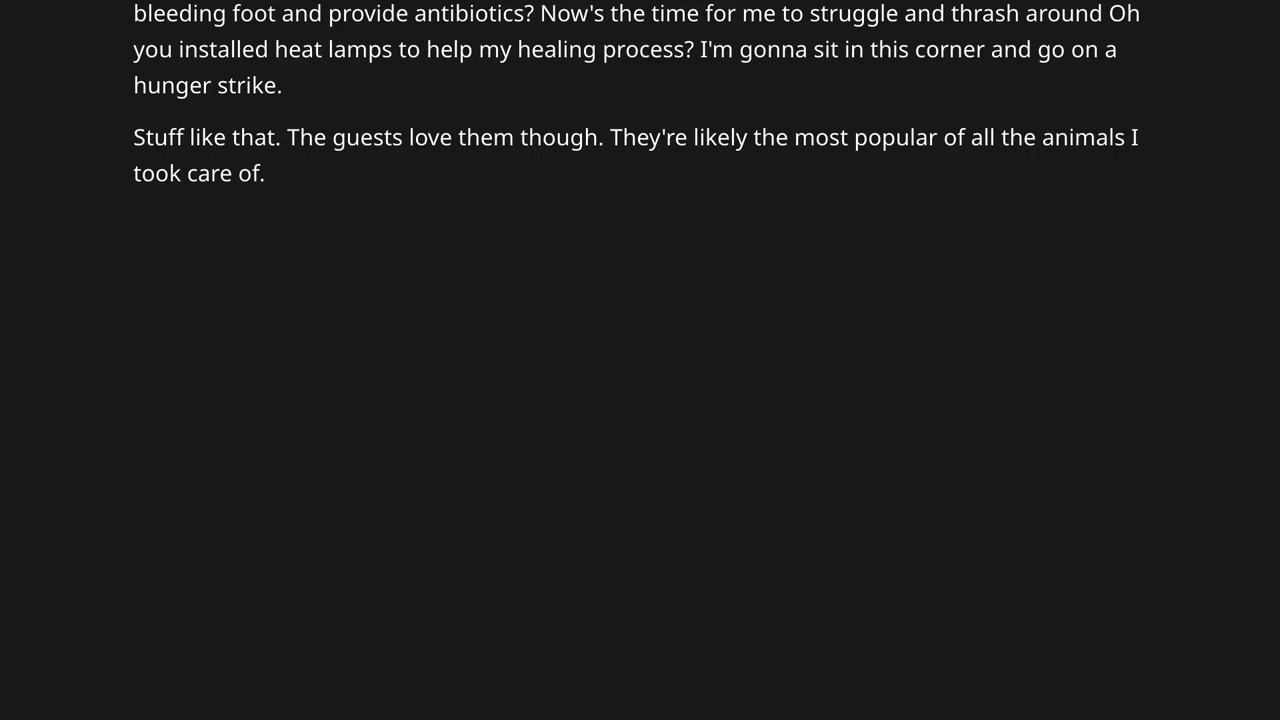 bleeding foot and provide antibiotics? Now's the time for me to struggle and thrash around Oh
you installed heat lamps to help my healing process? I'm gonna sit in this corner and go on a
hunger strike.
Stuff like that. The guests love them though. They're likely the most popular of all the animals I
took care of.